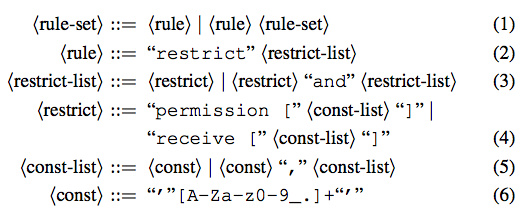 ⟨rule-set⟩ ::= ⟨rule⟩ | ⟨rule⟩ ⟨rule-set⟩ (1)
⟨rule⟩ ::= “restrict” ⟨restrict-list⟩ (2)
⟨restrict-list⟩ ::= ⟨restrict⟩ | ⟨restrict⟩ “and” ⟨restrict-list⟩ (3)
⟨restrict⟩ ::= “permission [” ⟨const-list⟩ “]” |
“receive [” ⟨const-list⟩ “]” (4)
⟨const-list⟩ ::= ⟨const⟩ | ⟨const⟩ “,” ⟨const-list⟩ (5)
⟨const⟩ ::= “'”[A-Za-z0-9_.]+“'” (6)